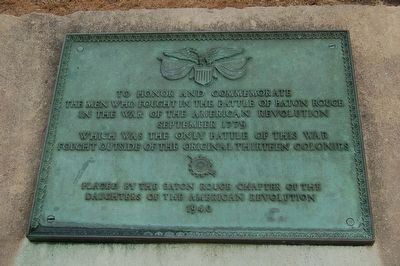 TO HONOR AND COMMEMORATE
THE MEN WHO FOUGHT IN THE BATTLE OF BATON ROUGE
IN THE WAR OF THE AMERICAN REVOLUTION
SEPTEMBER 1779
WHICH WAS THE ONLY BATTLE OF THIS WAR
FOUGHT OUTSIDE OF THE ORIGINAL THIRTEEN COLONIES
PLACED BY THE BATON ROUGE CHAPTER OF THE
DAUGHTERS OF THE AMERICAN REVOLUTION
1940